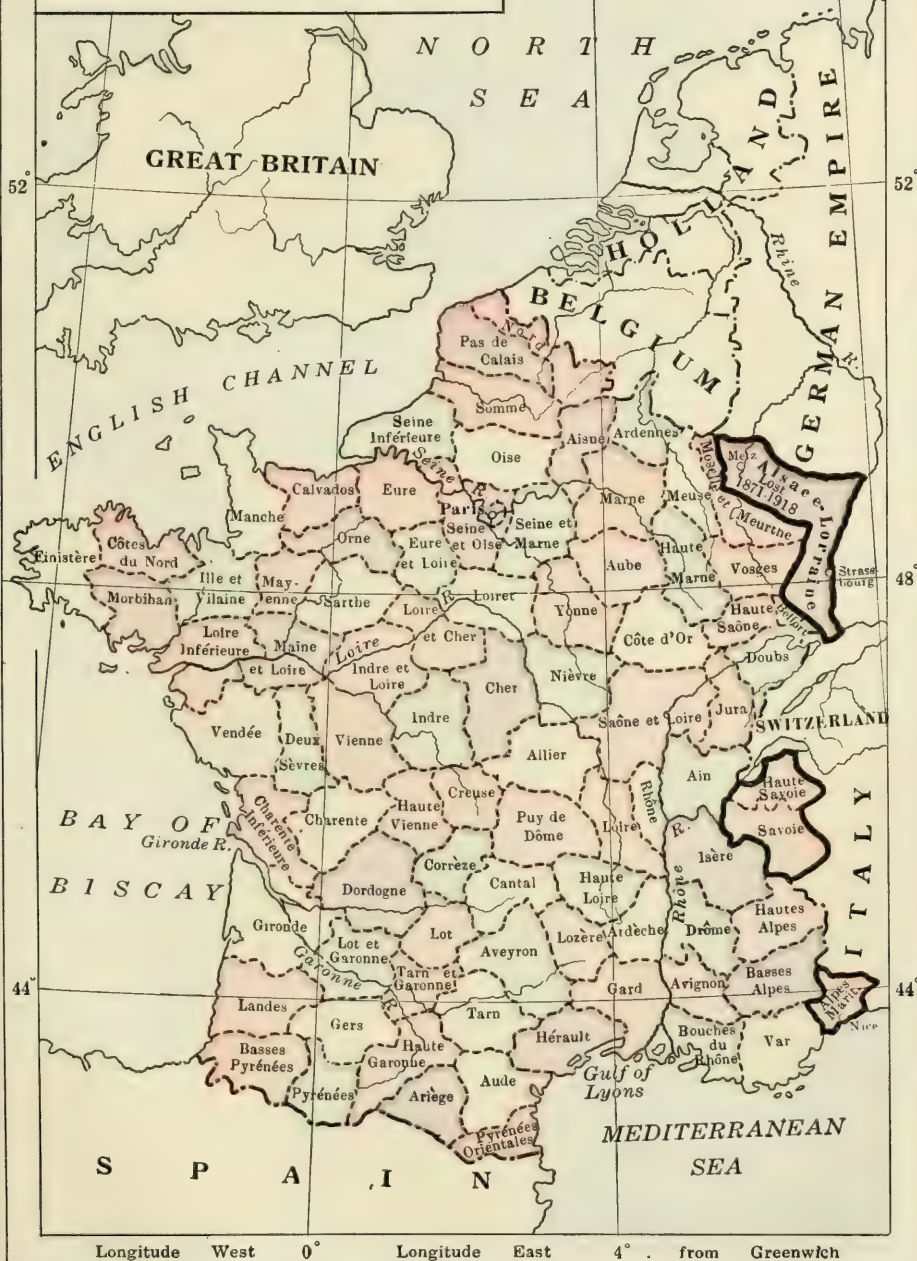 NORTH
SEA
GREAT BRITAIN
52°
52°
HOLLAND
GERMAN EMPIRE
Rhine
R.
BELGIUM
ENGLISH CHANNEL
Nord
Pas de
Calais
Somme
Seine
Inférieure
Oise
Aisne
Ardennes
Seine R.
Metz
Alsace-Lorraine
Lost
1871-1918
Moselle et (Meurthe
Calvados
Eure
Paris
Marne
Meuse
Manche
Orne
Eure
et Loire
Seine
et Oise
Seine et
Marne
Finistère
Côtes
du Nord
Aube
Haute
Marne
Vosges
Strass-
bourg
48°
Morbihan
Ille et
Vilaine
May-
enne
Sarthe
Loiret
Yonne
Haute
Saône
Belfort
Loire
et Cher
R.
Côte d'Or
Loire
Inférieure
Maine
et Loire
Loire
Indre et
Loire
Doubs
Cher
Nièvre
Vendée
Deux
Sèvres
Vienne
Indre
Saône et Loire
Jura
SWITZERLAND
Allier
Ain
Haute
Savoie
Savoie
Charente
Inférieure
Charente
Haute
Vienne
Creuse
Puy de
Dôme
Loire
Rhône
BAY OF
BISCAY
Gironde R.
Rhône
R.
Isère
ITALY
Dordogne
Corrèze
Cantal
Haute
Loire
Gironde
Lot et
Garonne
Lot
Aveyron
Lozère
Ardèche
Drôme
Hautes
Alpes
Garonne
R.
Tarn et
Garonne
44°
44°
Landes
Gers
Tarn
Gard
Avignon
Basses
Alpes
Alpes
Marit.
Nice
Basses
Pyrénées
Pyrénées
Haute
Garonne
Hérault
Bouches
du
Rhône
Var
Ariège
Aude
Gulf of
Lyons
Pyrénées
Orientales
MEDITERRANEAN
SEA
SPAIN
Longitude West 0° Longitude East 4° . from Greenwich